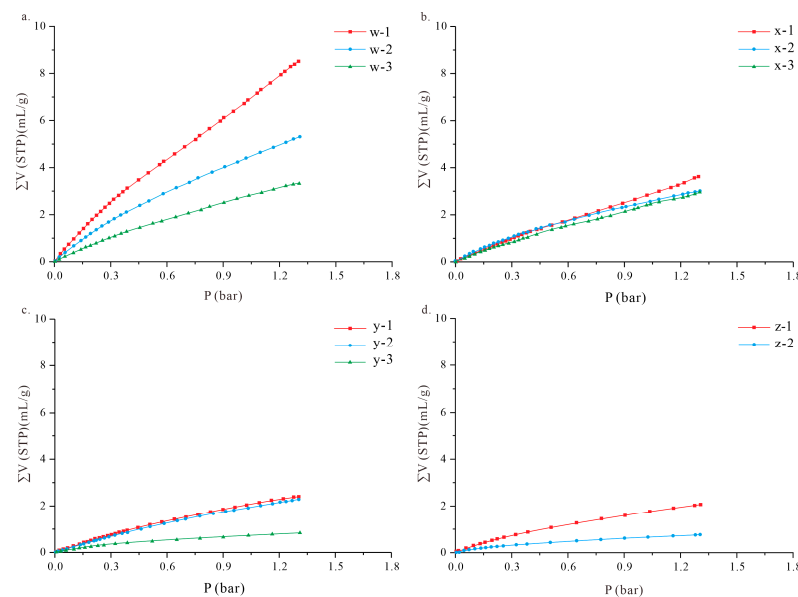 a.
10
8
6
4
2
0
0.0 0.3 0.6 0.9 1.2 1.5 1.8
∑V (STP)(mL/g)
P (bar)
w-1
w-2
w-3
b.
10
8
6
4
2
0
0.0 0.3 0.6 0.9 1.2 1.5 1.8
∑V (STP)(mL/g)
P (bar)
x-1
x-2
x-3
c.
10
8
6
4
2
0
0.0 0.3 0.6 0.9 1.2 1.5 1.8
∑V (STP)(mL/g)
P (bar)
y-1
y-2
y-3
d.
10
8
6
4
2
0
0.0 0.3 0.6 0.9 1.2 1.5 1.8
∑V (STP)(mL/g)
P (bar)
z-1
z-2